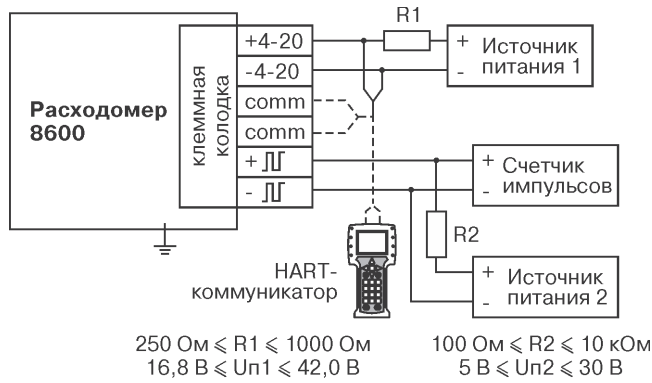 R1
+4-20
+
Источник
питания 1
-4-20
-
клеммная
колодка
comm
comm
Расходомер
8600
+
-
+
Счетчик
импульсов
-
R2
HART-
коммуникатор
+
Источник
питания 2
-
250 Ом ⩽ R1 ⩽ 1000 Ом
16,8 В ⩽ Uп1 ⩽ 42,0 В
100 Ом ⩽ R2 ⩽ 10 кОм
5 В ⩽ Uп2 ⩽ 30 В